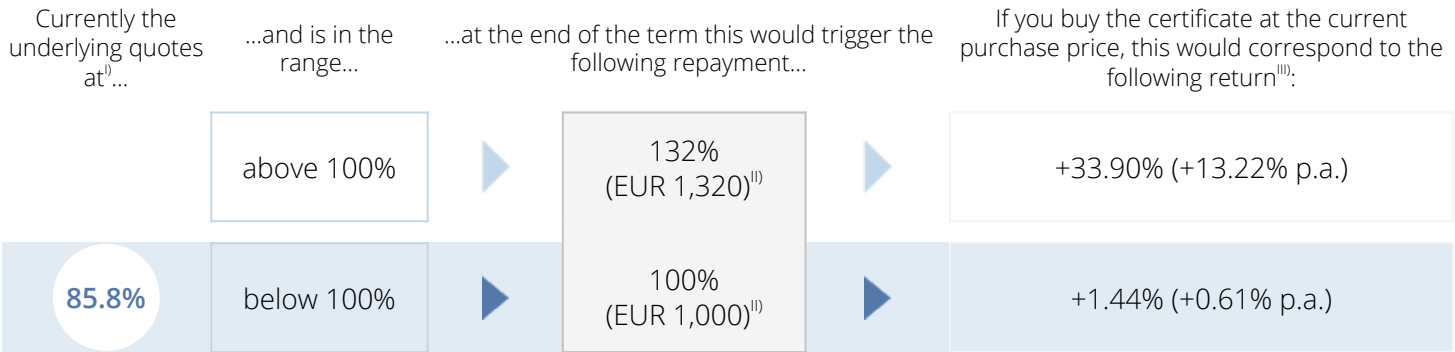 Currently the
underlying quotes
at^I)...
...and is in the
range...
...at the end of the term this would trigger the
following repayment...
If you buy the certificate at the current
purchase price, this would correspond to the
following return^III):
above 100%
132%
(EUR 1,320)^II)
+33.90% (+13.22% p.a.)
85.8%
below 100%
100%
(EUR 1,000)^II)
+1.44% (+0.61% p.a.)